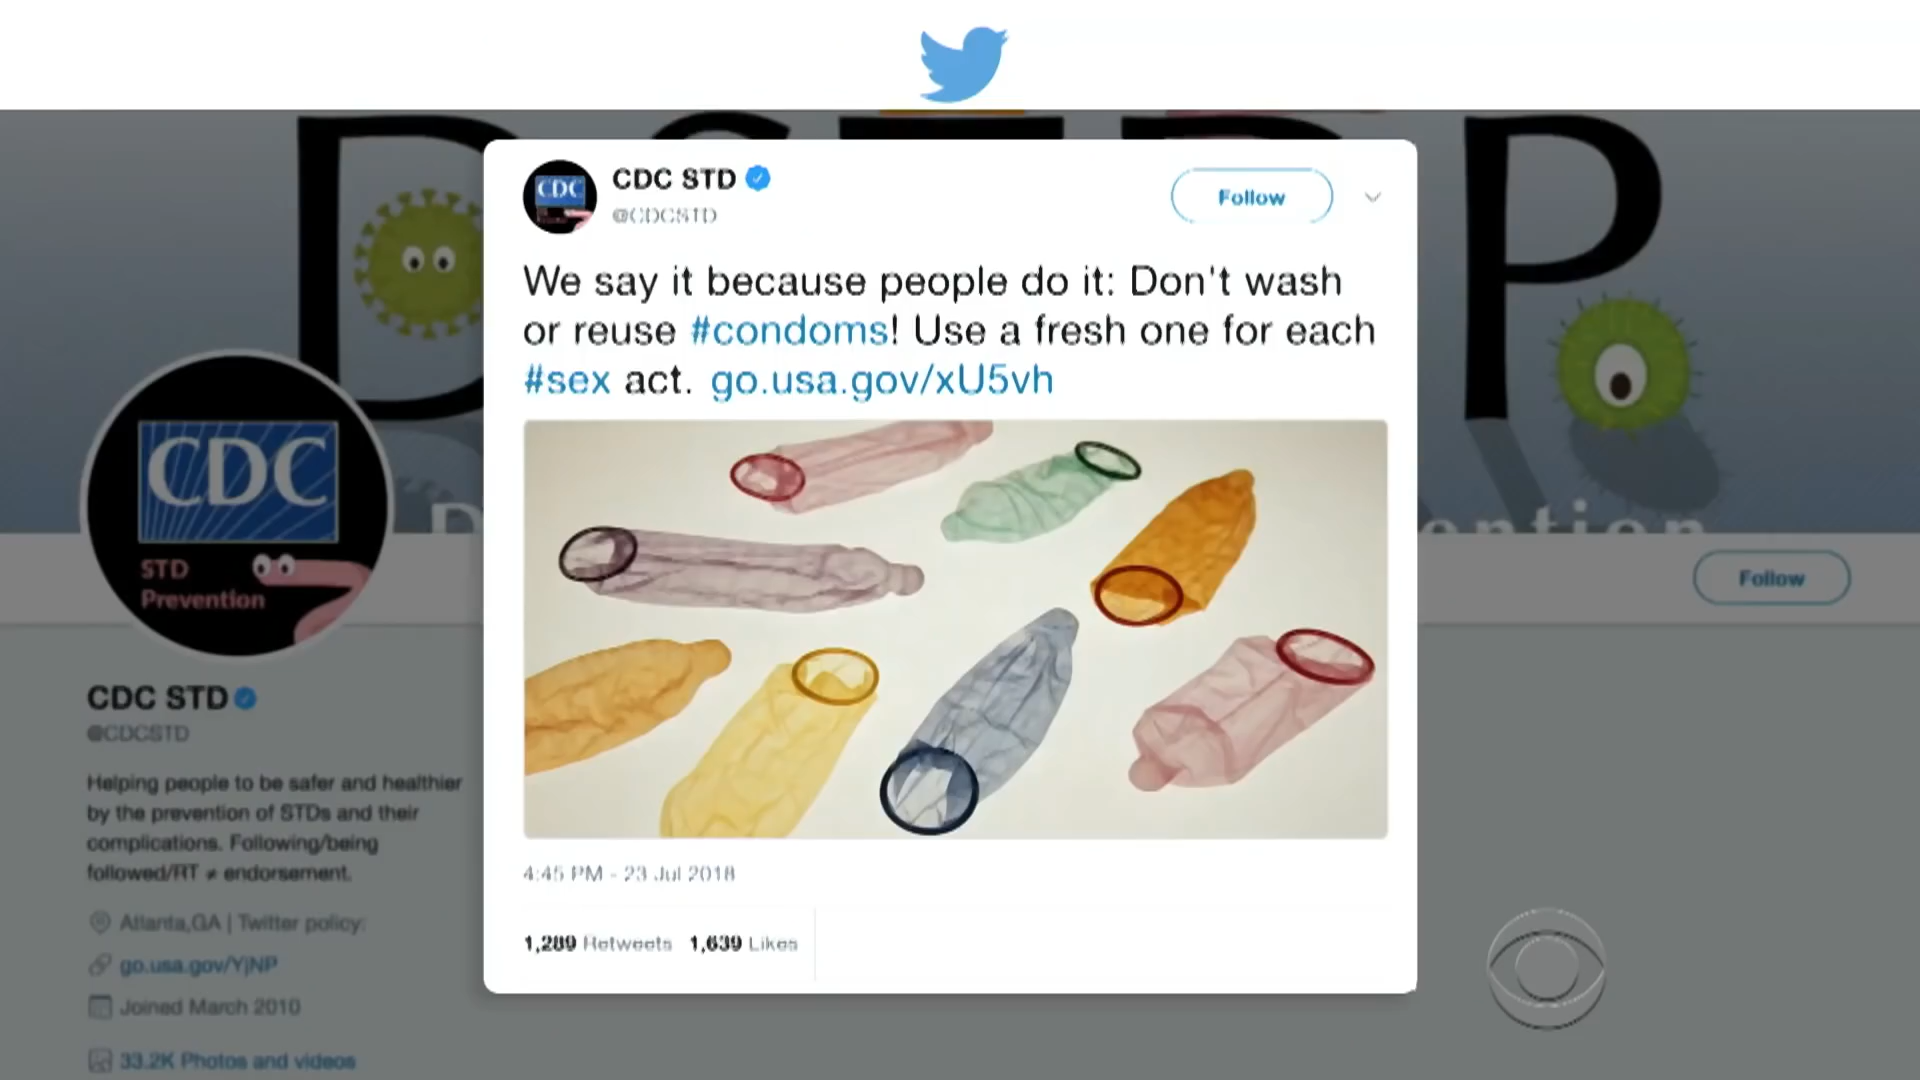 CDC STD
@CDCSTD
Follow
We say it because people do it: Don't wash
or reuse #condoms! Use a fresh one for each
#sex act. go.usa.gov/xU5vh
4:45 PM - 23 Jul 2018
1,289 Retweets 1,639 Likes
P
D
ention
Follow
CDC
STD
Prevention
CDC STD
@CDCSTD
Helping people to be safer and healthier
by the prevention of STDs and their
complications. Following/being
followed/RT ≠ endorsement.
Atlanta,GA | Twitter policy:
go.usa.gov/YjNP
Joined March 2010
33.2K Photos and videos